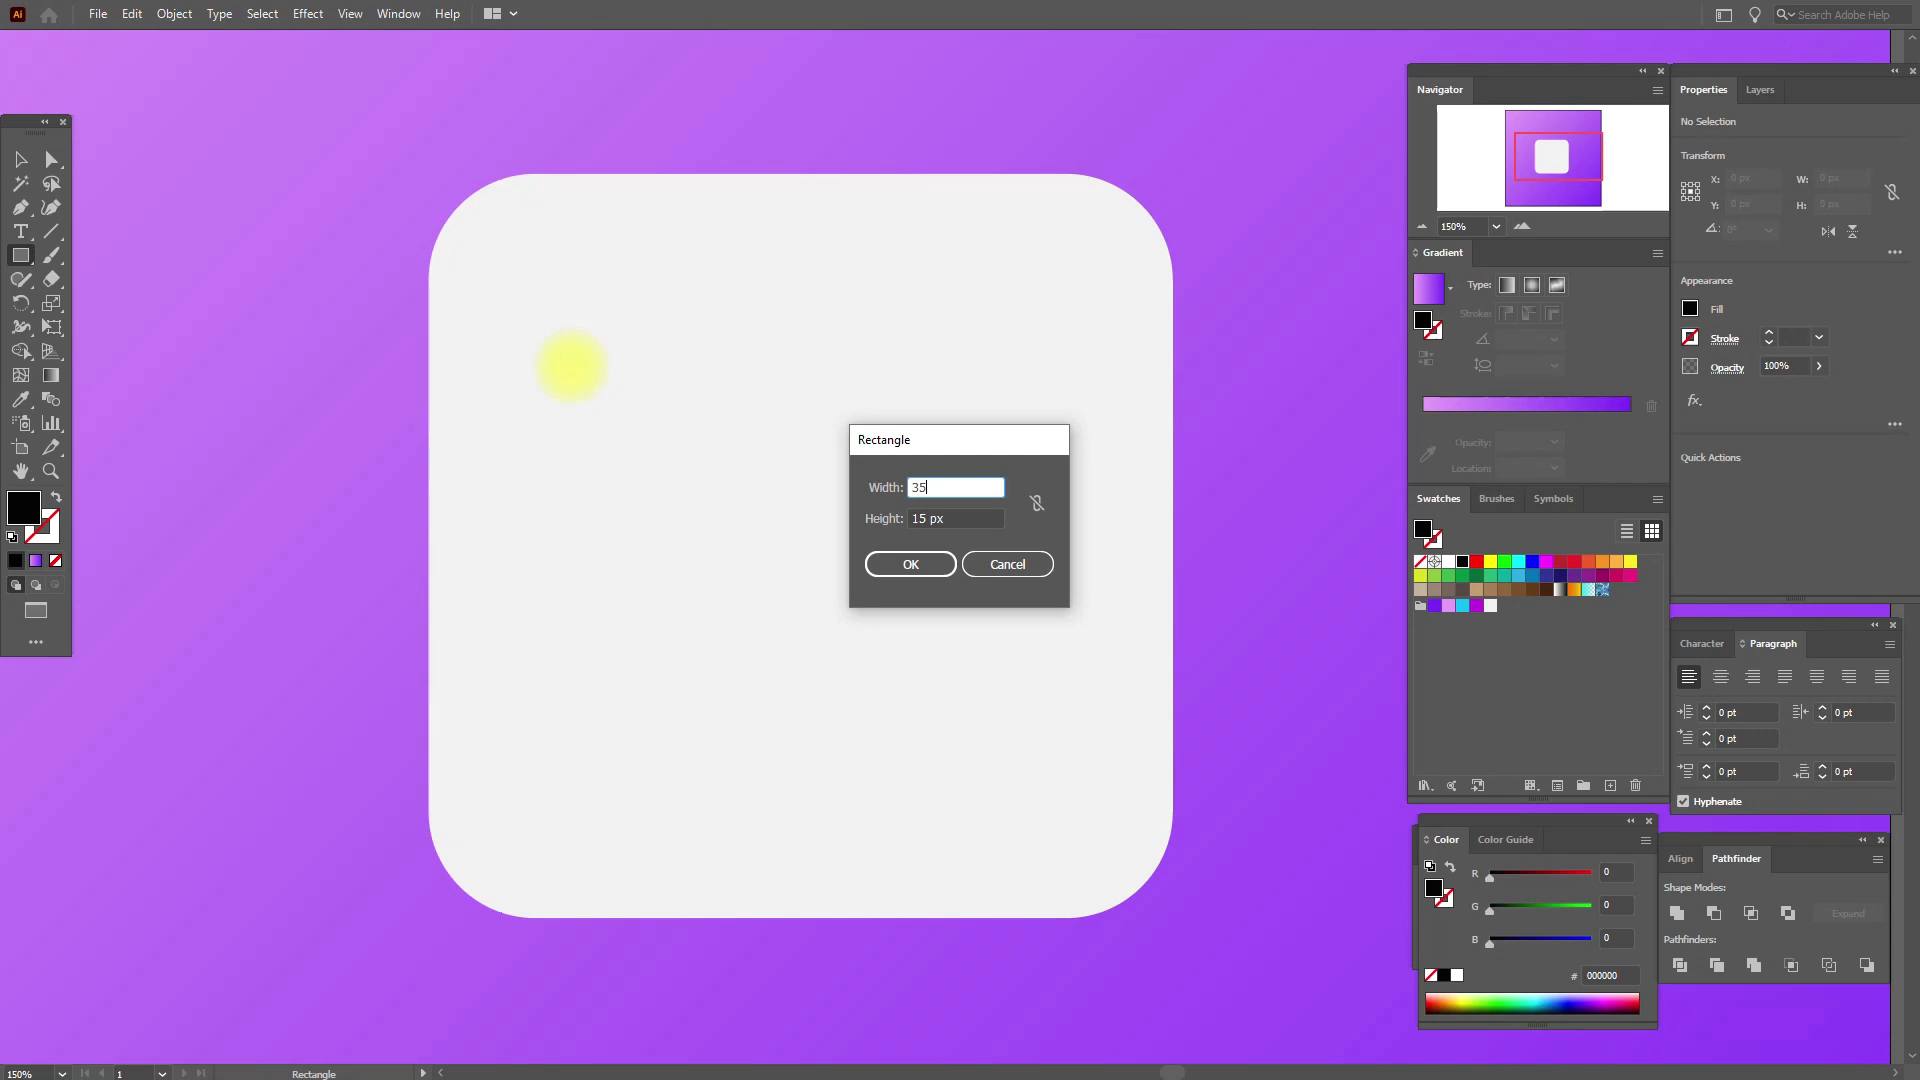 Ai
File Edit Object Type Select Effect View Window Help
Search Adobe Help
Navigator
150%
Gradient
Type:
Stroke:
Opacity:
Location:
Swatches Brushes Symbols
Color Color Guide
R 0
G 0
B 0
# 000000
Properties Layers
No Selection
Transform
X: 0 px W: 0 px
Y: 0 px H: 0 px
0°
Appearance
Fill
Stroke
Opacity 100%
fx.
Quick Actions
Character Paragraph
0 pt 0 pt
0 pt
0 pt 0 pt
Hyphenate
Align Pathfinder
Shape Modes:
Expand
Pathfinders:
Rectangle
Width: 35
Height: 15 px
OK Cancel
150% 1 Rectangle